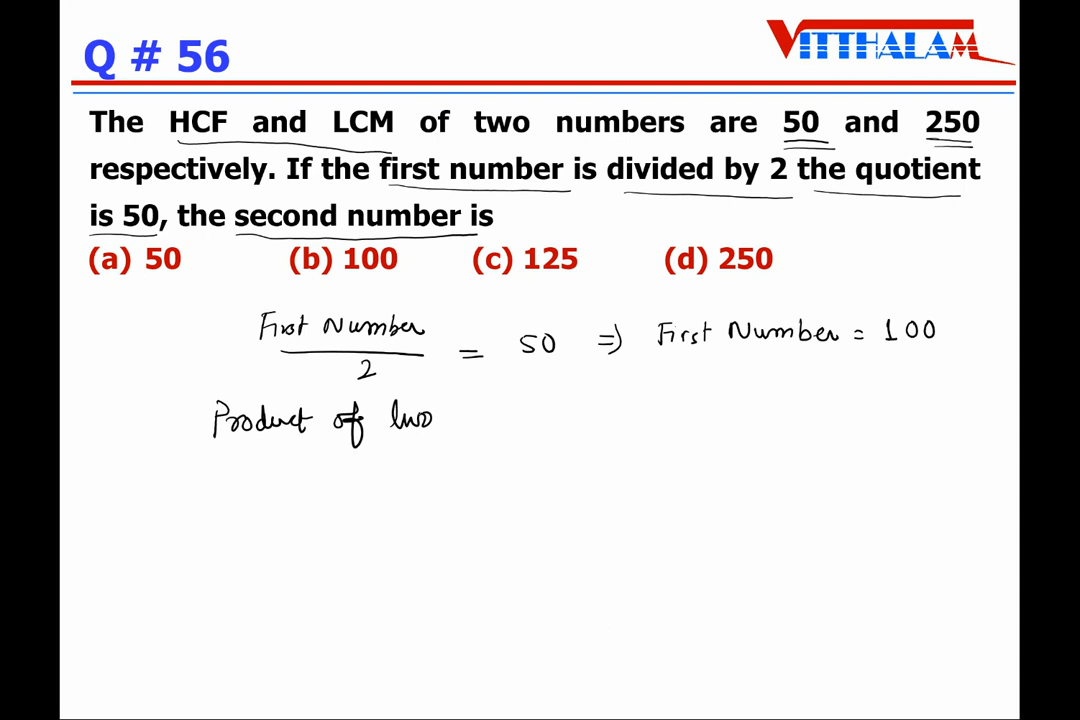 Q # 56
VITTHALAM
The HCF and LCM of two numbers are 50 and 250
respectively. If the first number is divided by 2 the quotient
is 50, the second number is
(a) 50 (b) 100 (c) 125 (d) 250
First Number / 2 = 50 ⇒ First Number = 100
Product of two